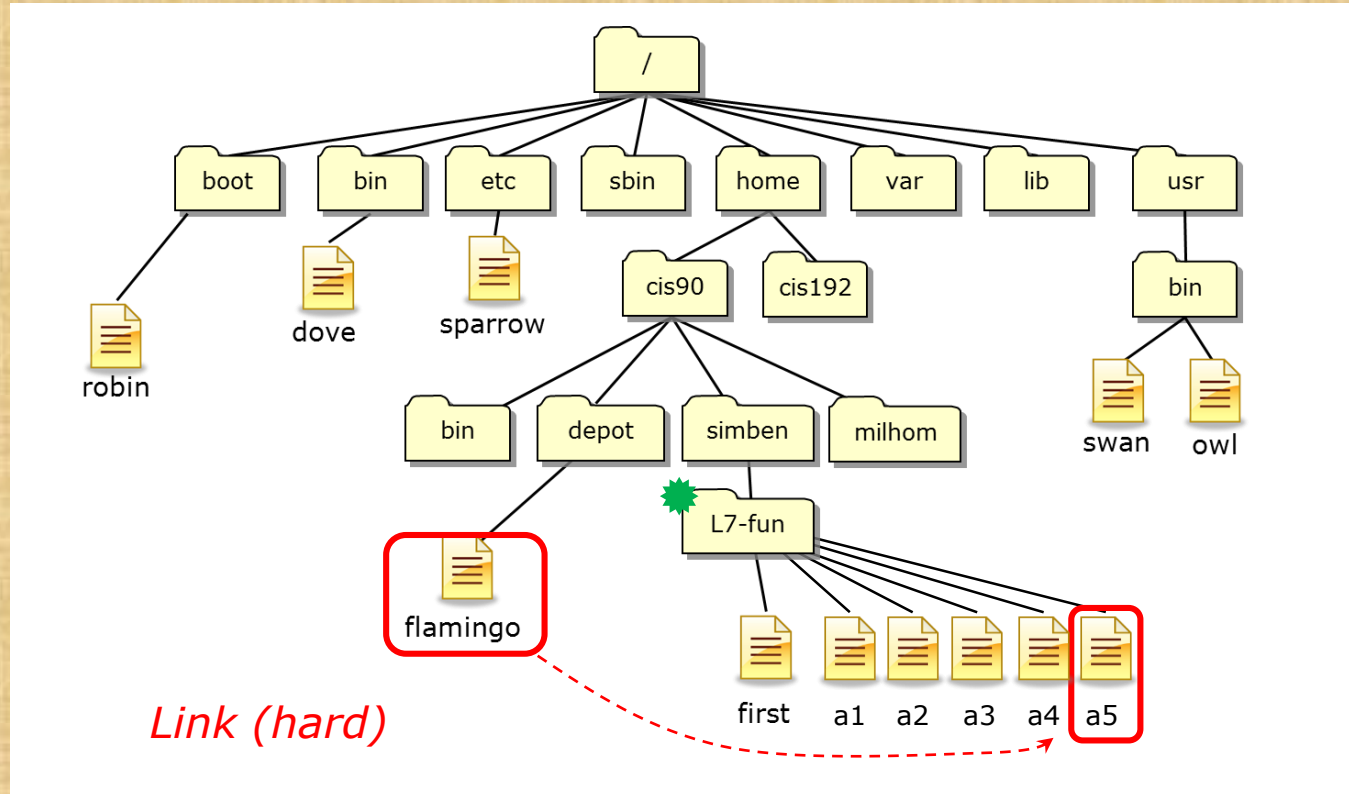 /
boot
bin
etc
sbin
home
var
lib
usr
cis90
cis192
bin
dove
sparrow
robin
bin
depot
simben
milhom
swan
owl
L7-fun
flamingo
first
a1
a2
a3
a4
a5
Link (hard)